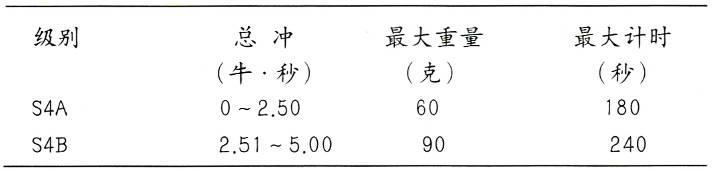 级别 总 冲 最大重量 最大计时
（牛·秒） （克） （秒）
S4A 0～2.50 60 180
S4B 2.51～5.00 90 240